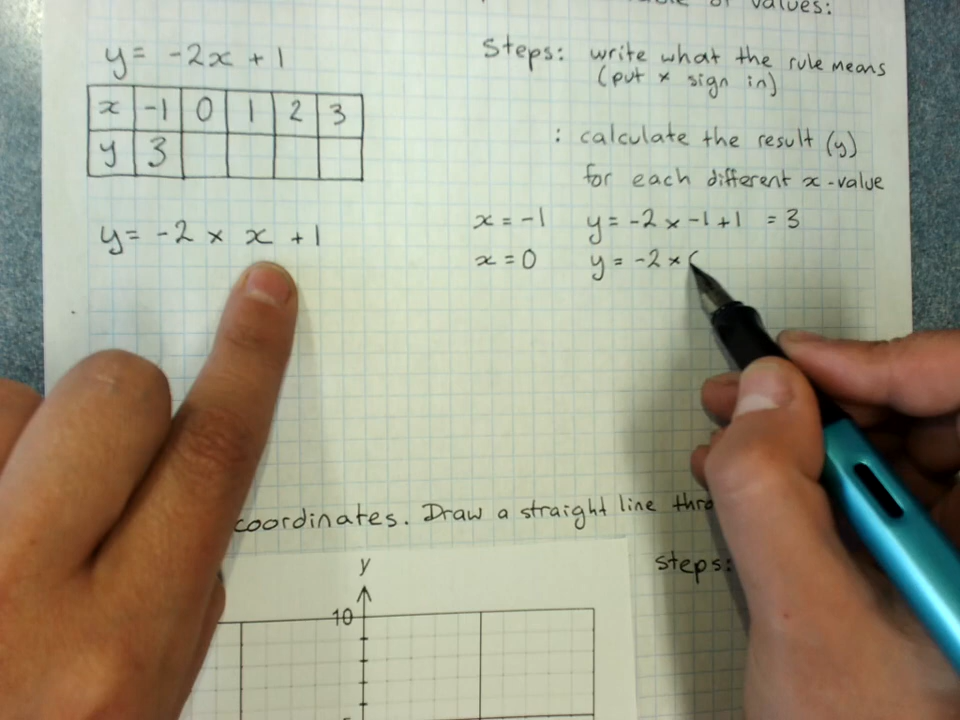 of values:
y = -2x + 1
Steps: write what the rule means
(put × sign in)
x -1 0 1 2 3
y 3
: calculate the result (y)
for each different x-value
y = -2 × x + 1
x = -1 y = -2 × -1 + 1 = 3
x = 0 y = -2 ×
coordinates. Draw a straight line
steps:
y
10